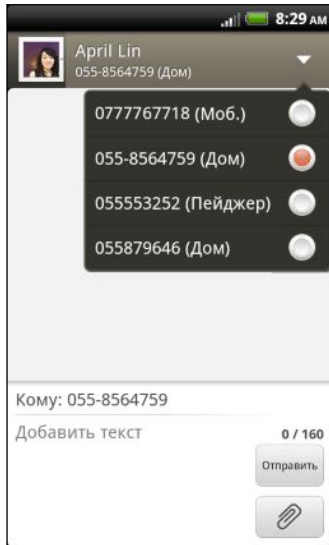 8:29 AM
April Lin
055-8564759 (Дом)
0777767718 (Моб.)
055-8564759 (Дом)
055553252 (Пейджер)
055879646 (Дом)
Кому: 055-8564759
Добавить текст
0 / 160
Отправить